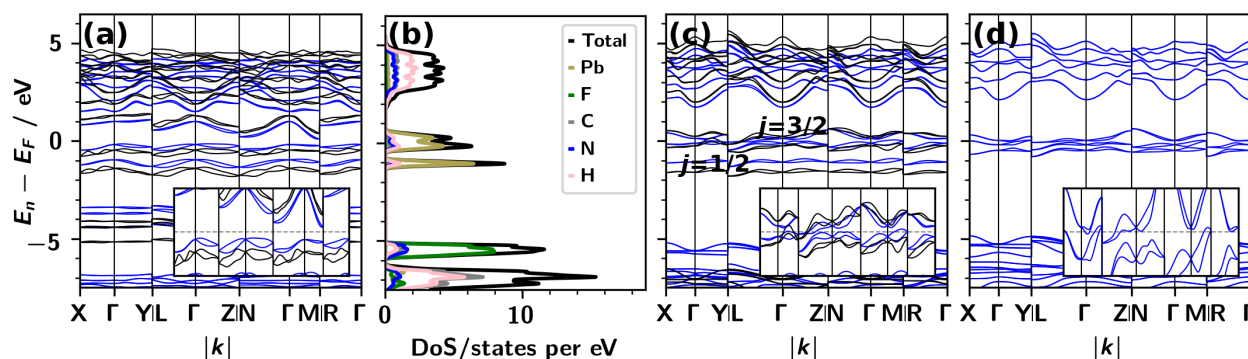 (a) (b) (c) (d)
E_n − E_F / eV
5
0
−5
Total
Pb
F
C
N
H
j=3/2
j=1/2
X Γ Y L Γ Z N Γ M R Γ
0 10
X Γ Y L Γ Z N Γ M R Γ
X Γ Y L Γ Z N Γ M R Γ
|k|
DoS/states per eV
|k|
|k|